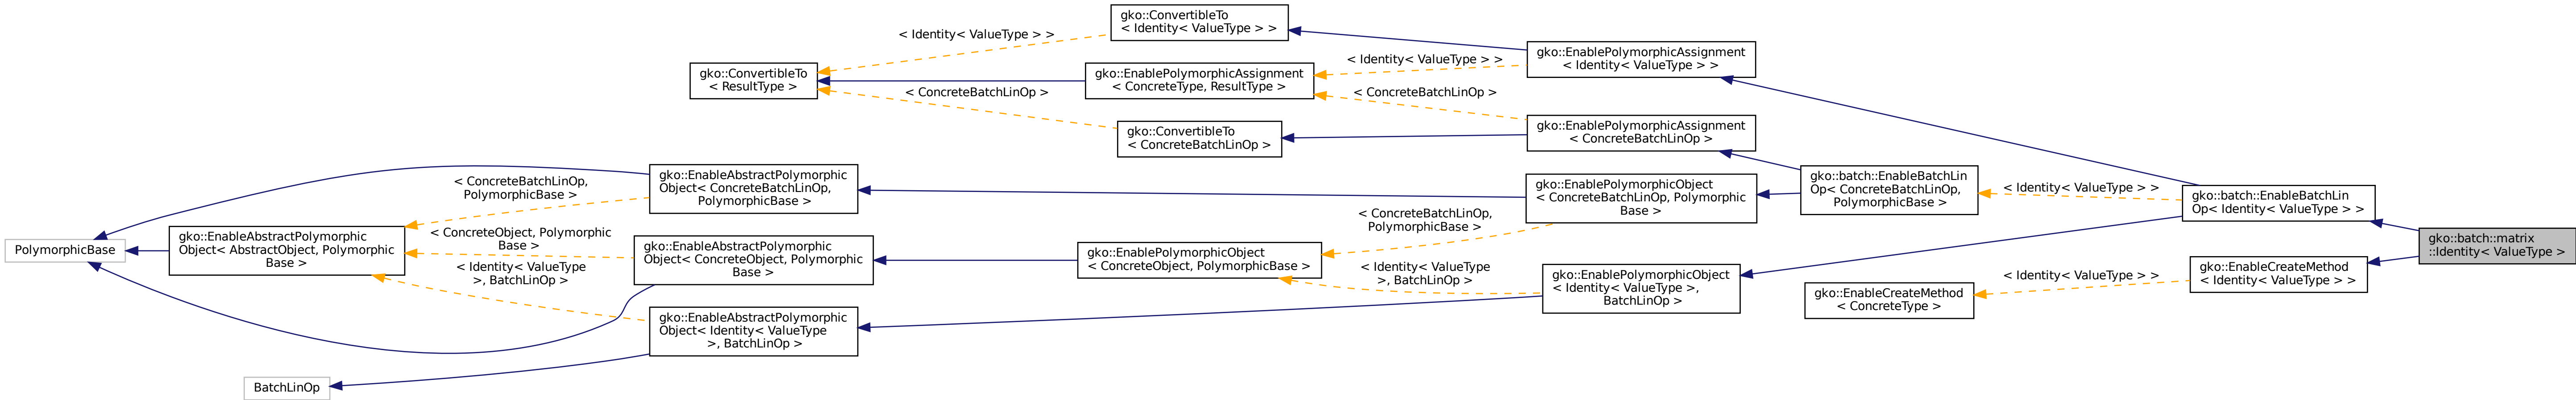 gko::ConvertibleTo
< Identity< ValueType > >
< Identity< ValueType > >
gko::EnablePolymorphicAssignment
< Identity< ValueType > >
< Identity< ValueType > >
gko::ConvertibleTo
< ResultType >
gko::EnablePolymorphicAssignment
< ConcreteType, ResultType >
< ConcreteBatchLinOp >
< ConcreteBatchLinOp >
gko::ConvertibleTo
< ConcreteBatchLinOp >
gko::EnablePolymorphicAssignment
< ConcreteBatchLinOp >
gko::EnableAbstractPolymorphic
Object< ConcreteBatchLinOp,
PolymorphicBase >
< ConcreteBatchLinOp,
PolymorphicBase >
gko::EnablePolymorphicObject
< ConcreteBatchLinOp, Polymorphic
Base >
gko::batch::EnableBatchLin
Op< ConcreteBatchLinOp,
PolymorphicBase >
< Identity< ValueType > >
gko::batch::EnableBatchLin
Op< Identity< ValueType > >
PolymorphicBase
gko::EnableAbstractPolymorphic
Object< AbstractObject, Polymorphic
Base >
< ConcreteObject, Polymorphic
Base >
gko::EnableAbstractPolymorphic
Object< ConcreteObject, Polymorphic
Base >
gko::EnablePolymorphicObject
< ConcreteObject, PolymorphicBase >
< ConcreteBatchLinOp,
PolymorphicBase >
gko::batch::matrix
::Identity< ValueType >
< Identity< ValueType
>, BatchLinOp >
< Identity< ValueType
>, BatchLinOp >
gko::EnablePolymorphicObject
< Identity< ValueType >,
BatchLinOp >
gko::EnableCreateMethod
< ConcreteType >
< Identity< ValueType > >
gko::EnableCreateMethod
< Identity< ValueType > >
gko::EnableAbstractPolymorphic
Object< Identity< ValueType
>, BatchLinOp >
BatchLinOp